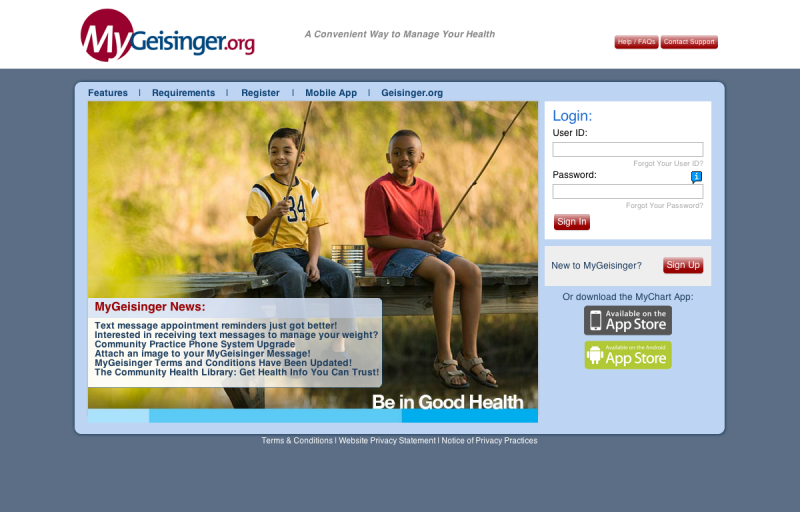 MyGeisinger.org
A Convenient Way to Manage Your Health
Help / FAQs Contact Support
Features | Requirements | Register | Mobile App | Geisinger.org
34
MyGeisinger News:
Text message appointment reminders just got better!
Interested in receiving text messages to manage your weight?
Community Practice Phone System Upgrade
Attach an image to your MyGeisinger Message!
MyGeisinger Terms and Conditions Have Been Updated!
The Community Health Library: Get Health Info You Can Trust!
Be in Good Health
Login:
User ID:
Forgot Your User ID?
Password:
i
Forgot Your Password?
Sign In
New to MyGeisinger? Sign Up
Or download the MyChart App:
Available on the
App Store
Available on the Android
App Store
Terms & Conditions | Website Privacy Statement | Notice of Privacy Practices